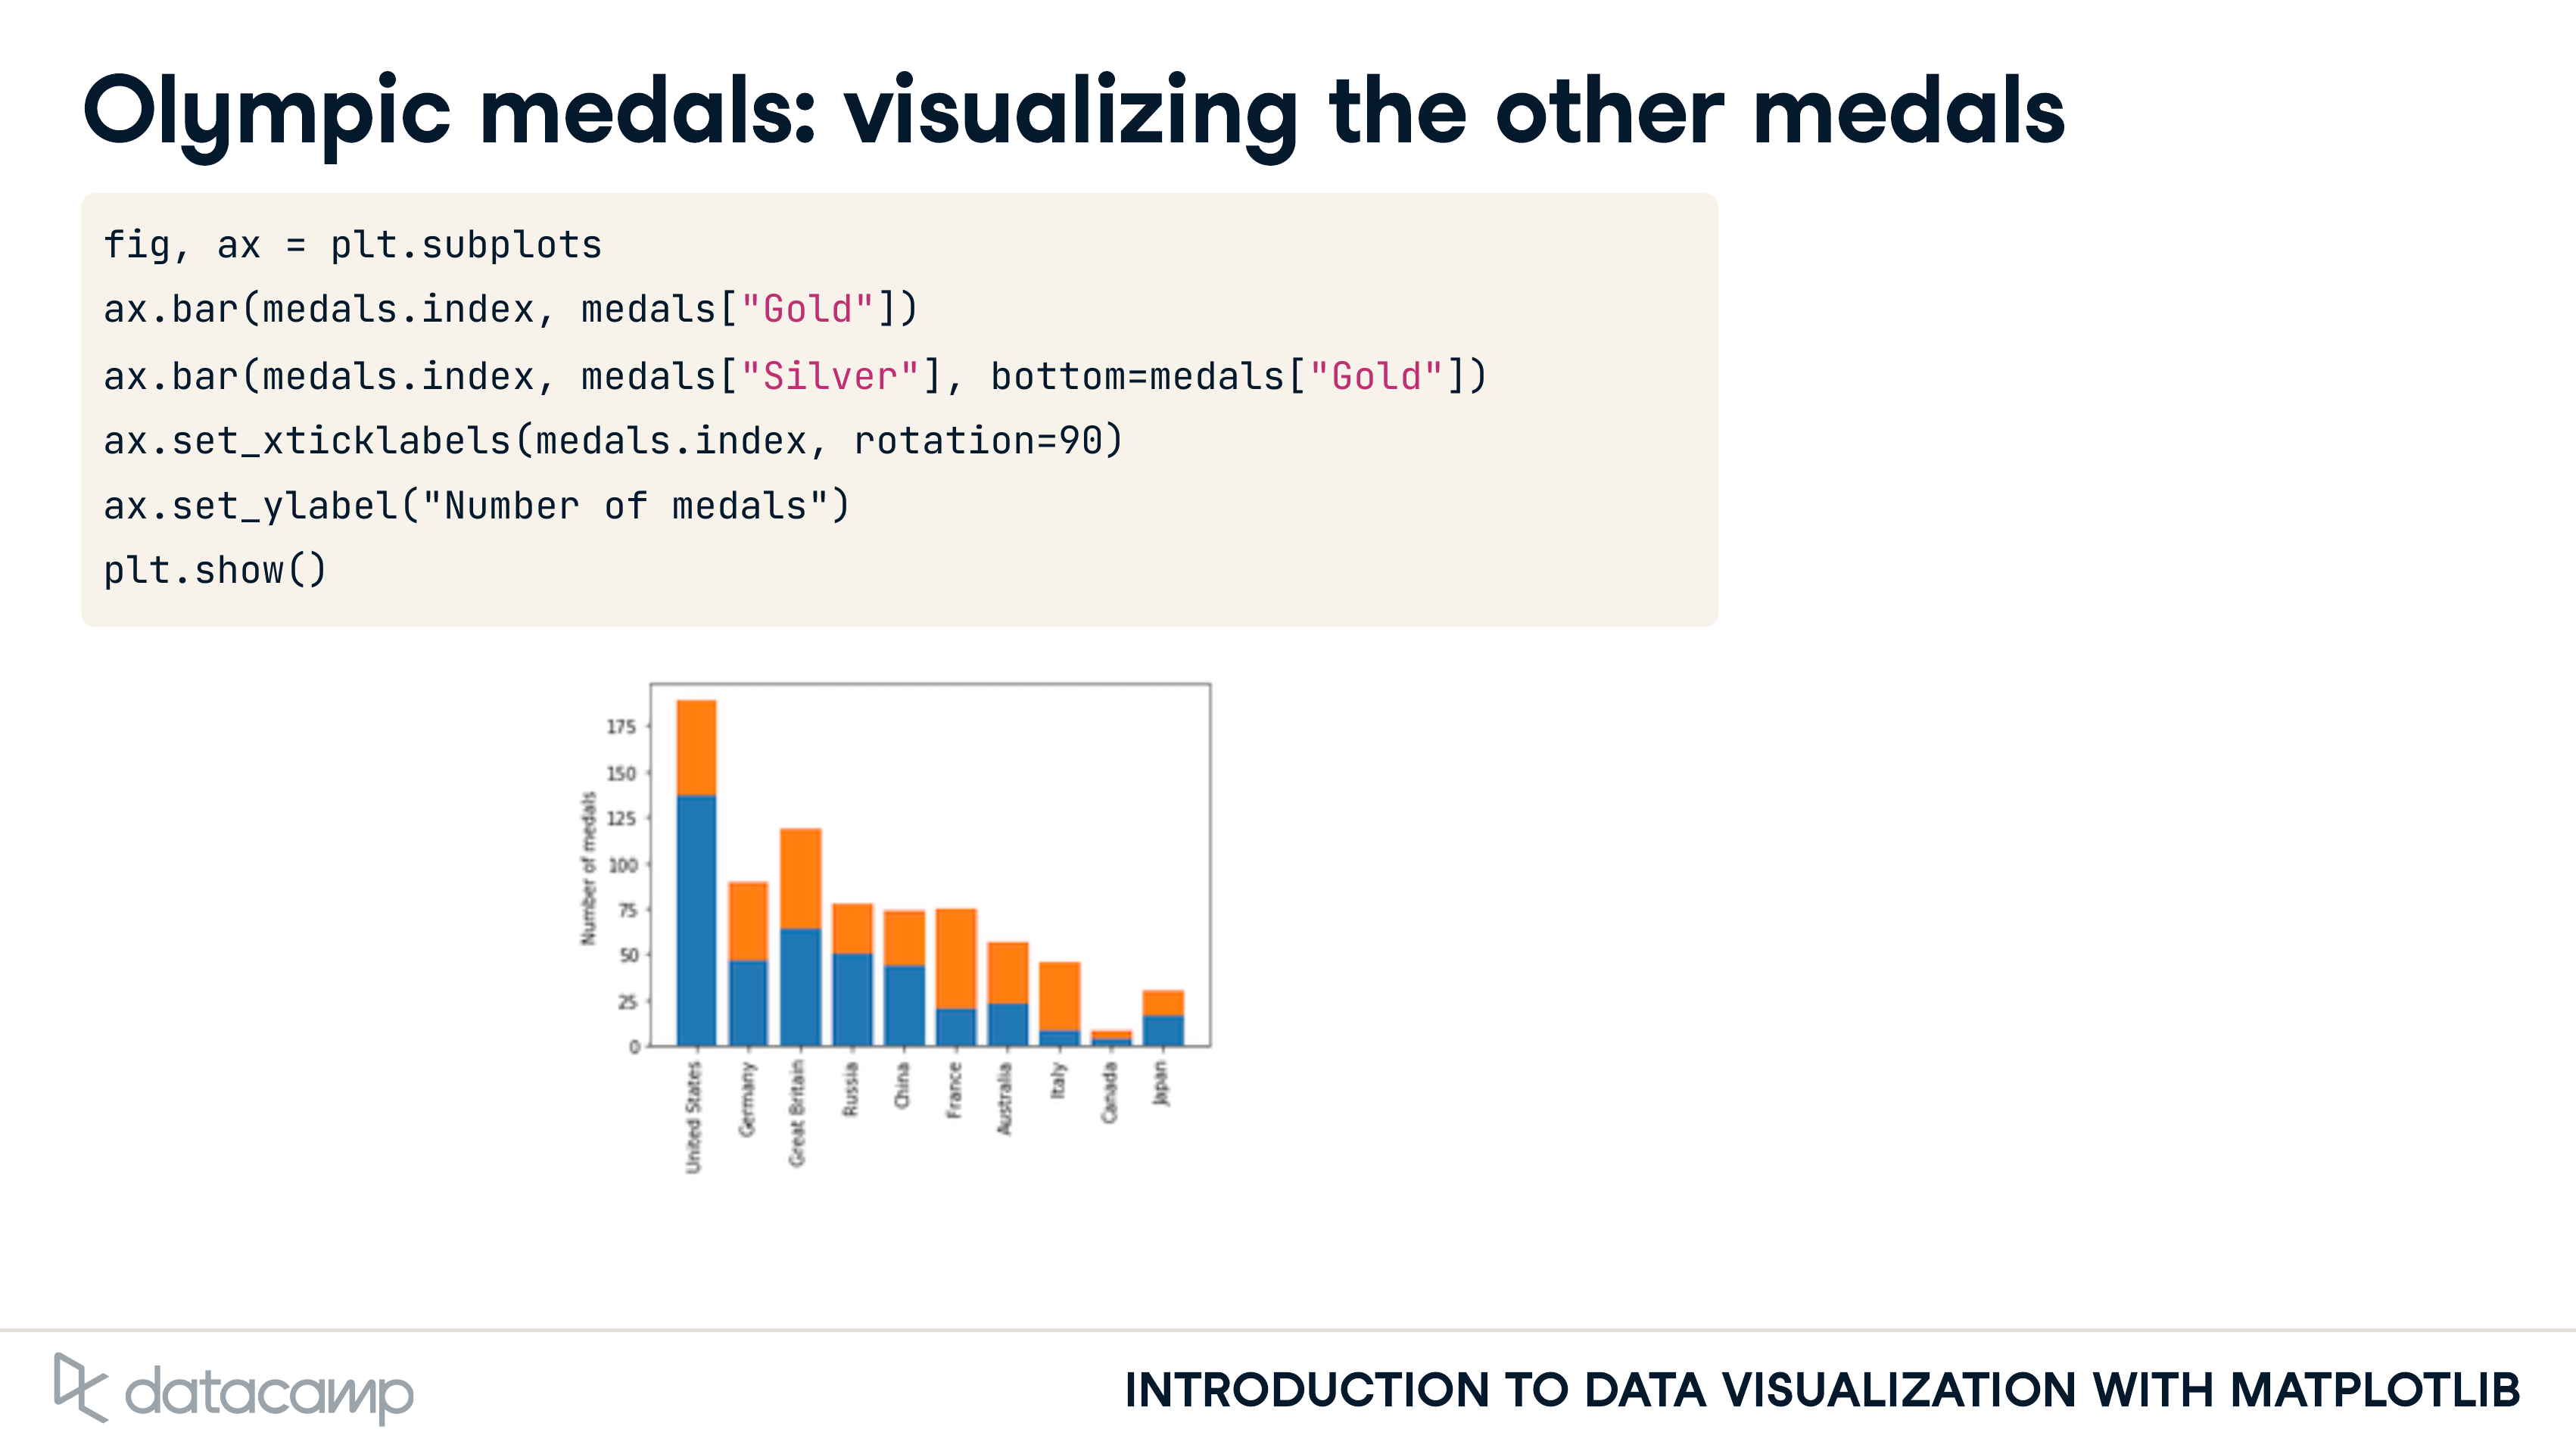 Olympic medals: visualizing the other medals
fig, ax = plt.subplots
ax.bar(medals.index, medals["Gold"])
ax.bar(medals.index, medals["Silver"], bottom=medals["Gold"])
ax.set_xticklabels(medals.index, rotation=90)
ax.set_ylabel("Number of medals")
plt.show()
Number of medals
175
150
125
100
75
50
25
0
United States
Germany
Great Britain
Russia
China
France
Australia
Italy
Canada
Japan
datacamp
INTRODUCTION TO DATA VISUALIZATION WITH MATPLOTLIB